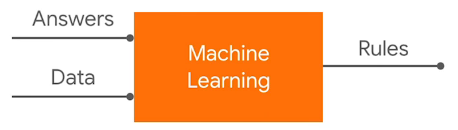 Answers
Data
Machine
Learning
Rules